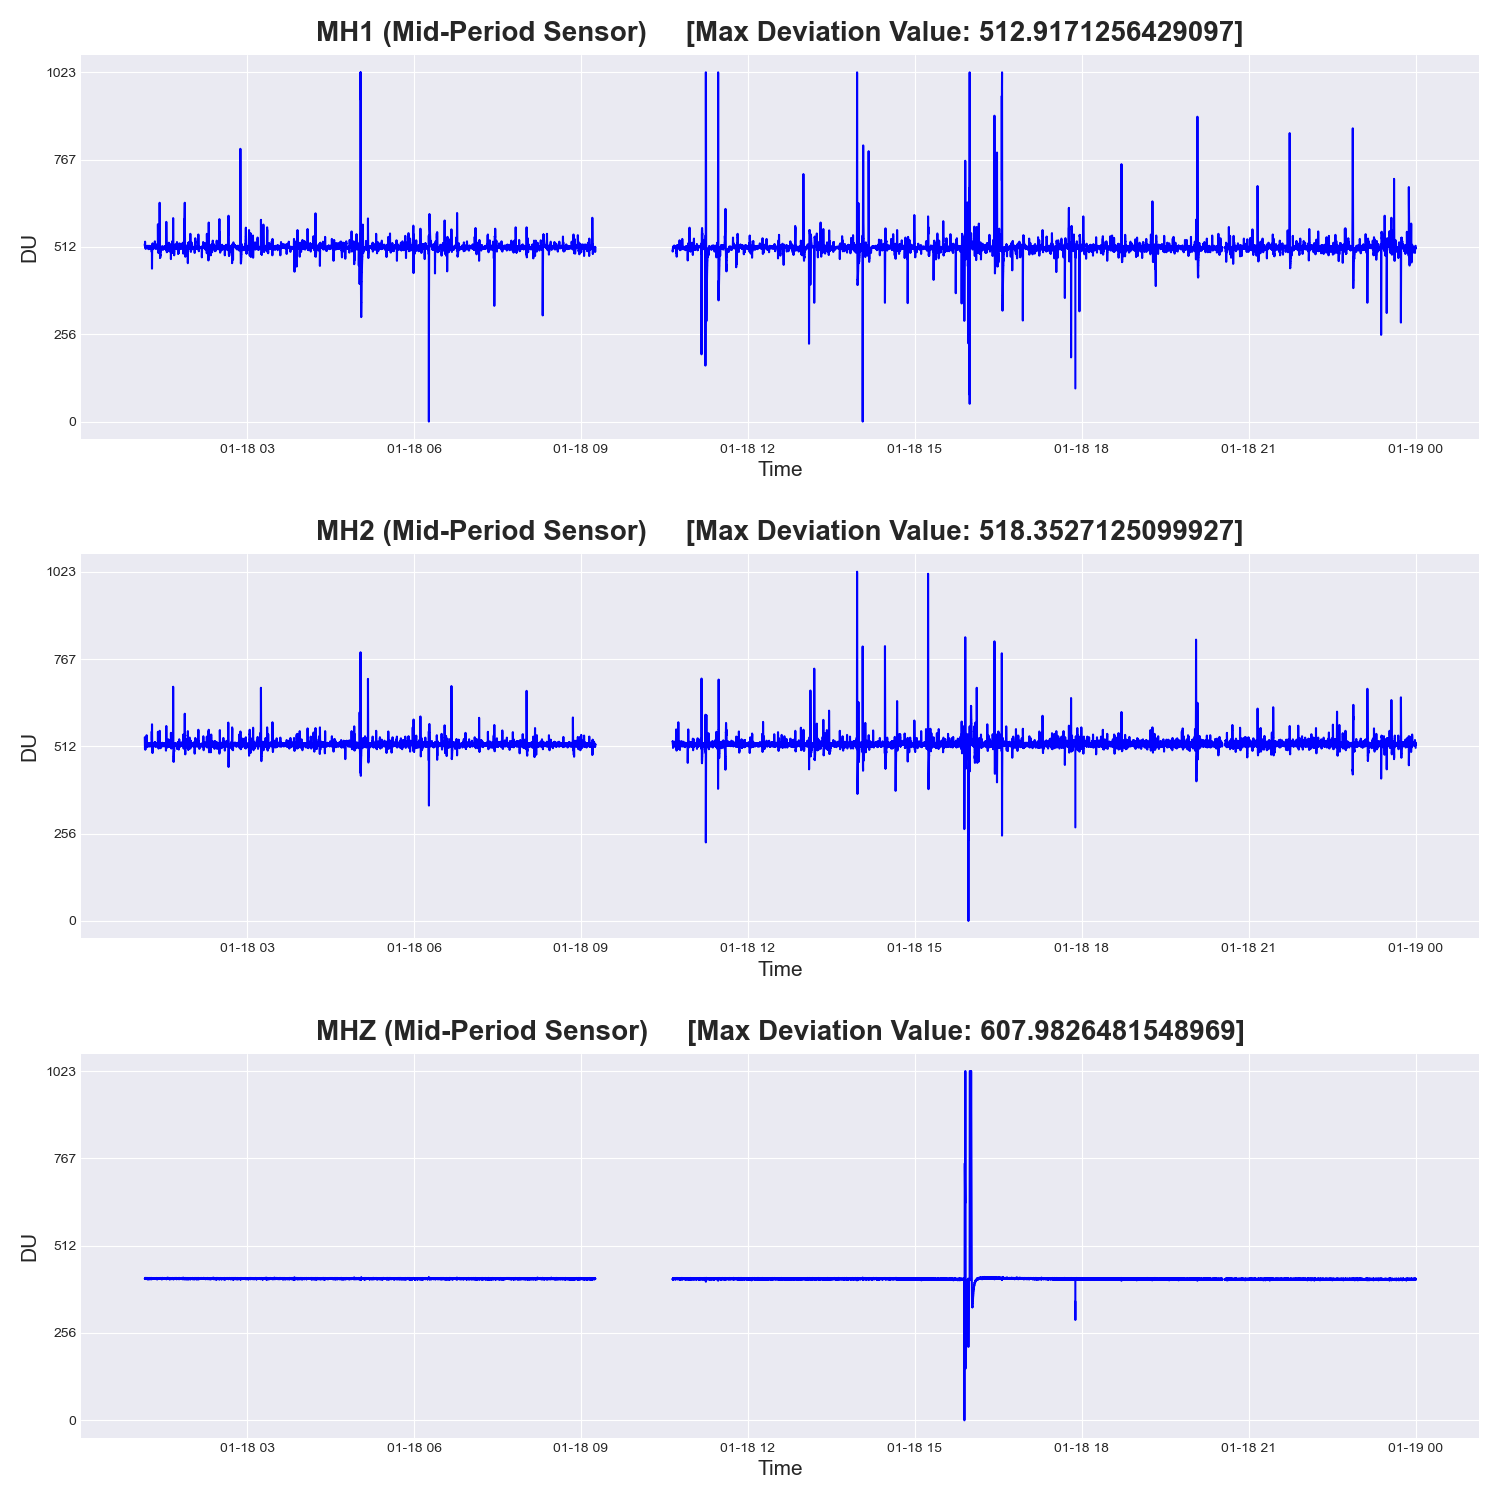 MH1 (Mid-Period Sensor) [Max Deviation Value: 512.9171256429097]
1023
767
512
256
0
DU
01-18 03 01-18 06 01-18 09 01-18 12 01-18 15 01-18 18 01-18 21 01-19 00
Time
MH2 (Mid-Period Sensor) [Max Deviation Value: 518.3527125099927]
1023
767
512
256
0
DU
01-18 03 01-18 06 01-18 09 01-18 12 01-18 15 01-18 18 01-18 21 01-19 00
Time
MHZ (Mid-Period Sensor) [Max Deviation Value: 607.9826481548969]
1023
767
512
256
0
DU
01-18 03 01-18 06 01-18 09 01-18 12 01-18 15 01-18 18 01-18 21 01-19 00
Time